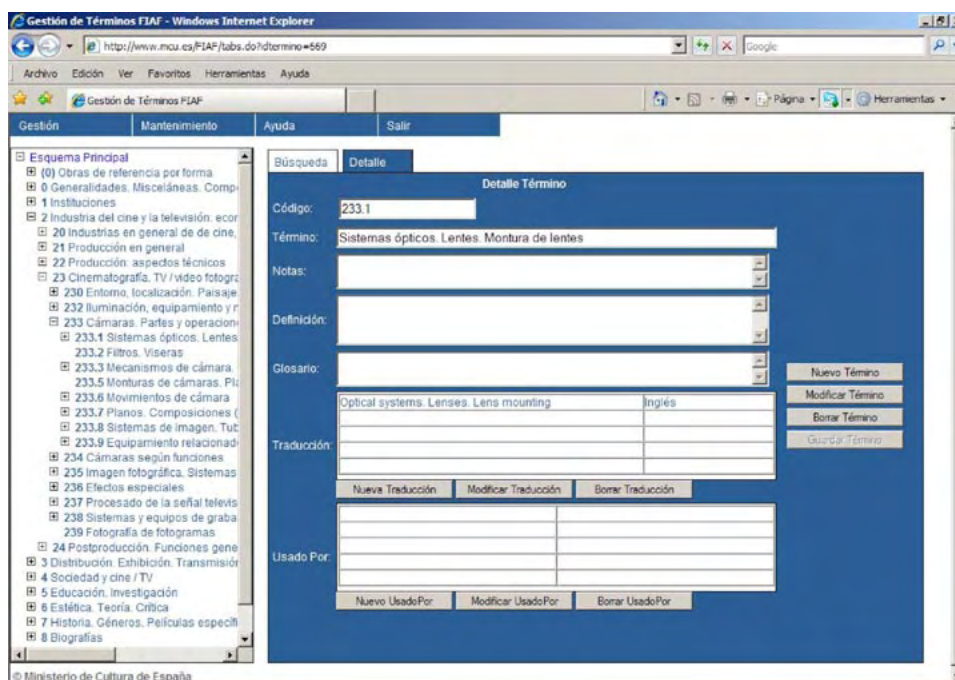 Gestión de Términos FIAF - Windows Internet Explorer
http://www.mcu.es/FIAF/tabs.do?idtermino=569
Google
Archivo Edición Ver Favoritos Herramientas Ayuda
Gestión de Términos FIAF
Página
Herramientas
Gestión Mantenimiento Ayuda Salir
Esquema Principal
(0) Obras de referencia por forma
0 Generalidades. Misceláneas. Comp
1 Instituciones
2 Industria del cine y la televisión: ecor
20 Industrias en general de de cine,
21 Producción en general
22 Producción: aspectos técnicos
23 Cinematografía. TV / video fotogra
230 Entorno, localización. Paisaje
232 Iluminación, equipamiento y
233 Cámaras. Partes y operacion
233.1 Sistemas ópticos. Lentes
233.2 Filtros. Viseras
233.3 Mecanismos de cámara.
233.5 Monturas de cámaras. Pla
233.6 Movimientos de cámara
233.7 Planos. Composiciones (
233.8 Sistemas de imagen. Tub
233.9 Equipamiento relacionad
234 Cámaras según funciones
235 Imagen fotográfica. Sistemas
236 Efectos especiales
237 Procesado de la señal televis
238 Sistemas y equipos de graba
239 Fotografía de fotogramas
24 Postproducción. Funciones gene
3 Distribución. Exhibición. Transmisión
4 Sociedad y cine / TV
5 Educación. Investigación
6 Estética. Teoría. Crítica
7 Historia. Géneros. Películas específi
8 Biografías
Búsqueda Detalle
Detalle Término
Código: 233.1
Término: Sistemas ópticos. Lentes. Montura de lentes
Notas:
Definición:
Glosario:
Traducción:
Optical systems. Lenses. Lens mounting Inglés
Nueva Traducción Modificar Traducción Borrar Traducción
Usado Por:
Nuevo UsadoPor Modificar UsadoPor Borrar UsadoPor
Nuevo Término
Modificar Término
Borrar Término
Guardar Término
© Ministerio de Cultura de España